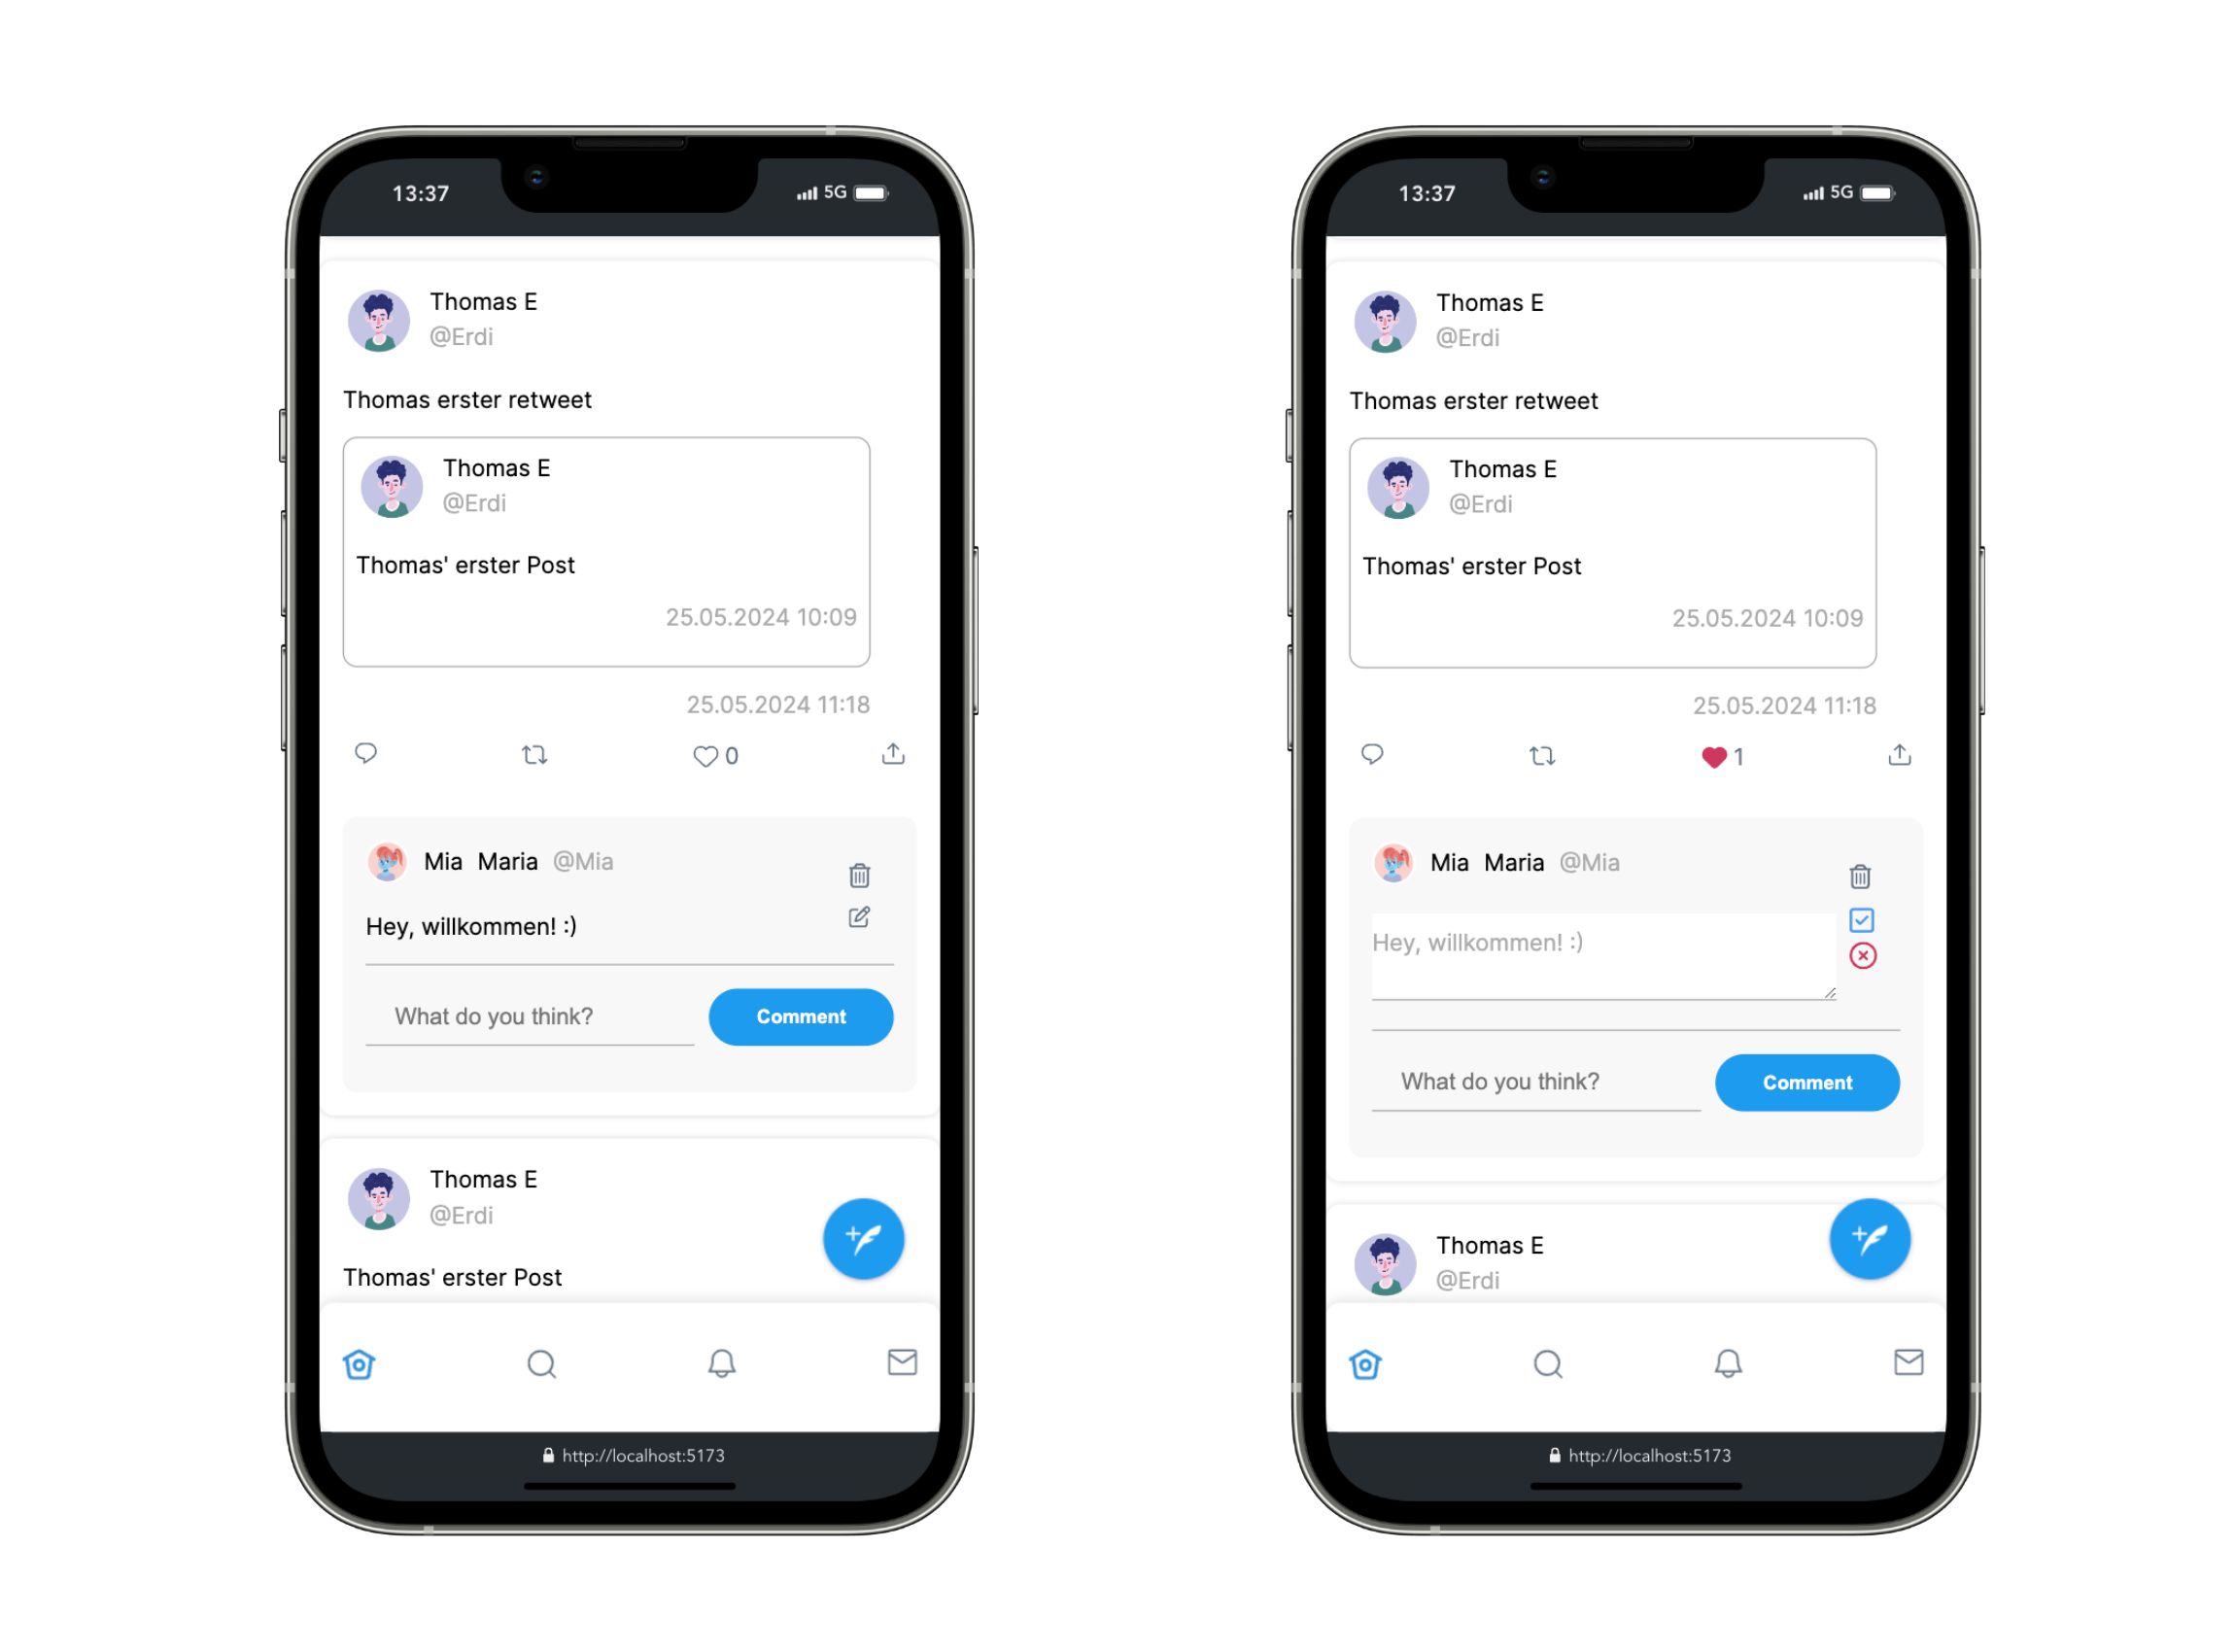 13:37
5G
Thomas E
@Erdi
Thomas erster retweet
Thomas E
@Erdi
Thomas' erster Post
25.05.2024 10:09
25.05.2024 11:18
0
Mia Maria @Mia
Hey, willkommen! :)
What do you think?
Comment
Thomas E
@Erdi
Thomas' erster Post
http://localhost:5173
13:37
5G
Thomas E
@Erdi
Thomas erster retweet
Thomas E
@Erdi
Thomas' erster Post
25.05.2024 10:09
25.05.2024 11:18
1
Mia Maria @Mia
Hey, willkommen! :)
What do you think?
Comment
Thomas E
@Erdi
http://localhost:5173